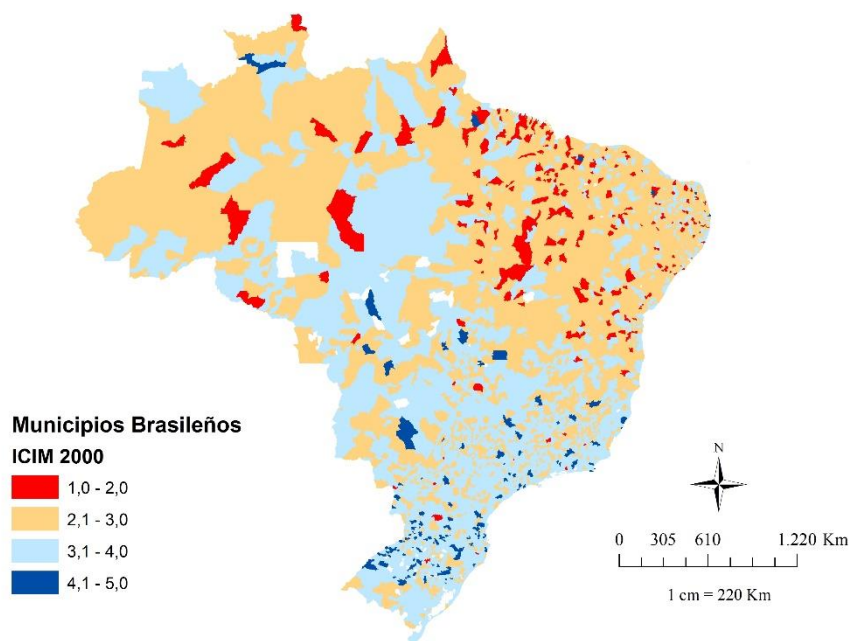 Municipios Brasileños
ICIM 2000
1,0 - 2,0
2,1 - 3,0
3,1 - 4,0
4,1 - 5,0
N
0 305 610 1.220 Km
1 cm = 220 Km